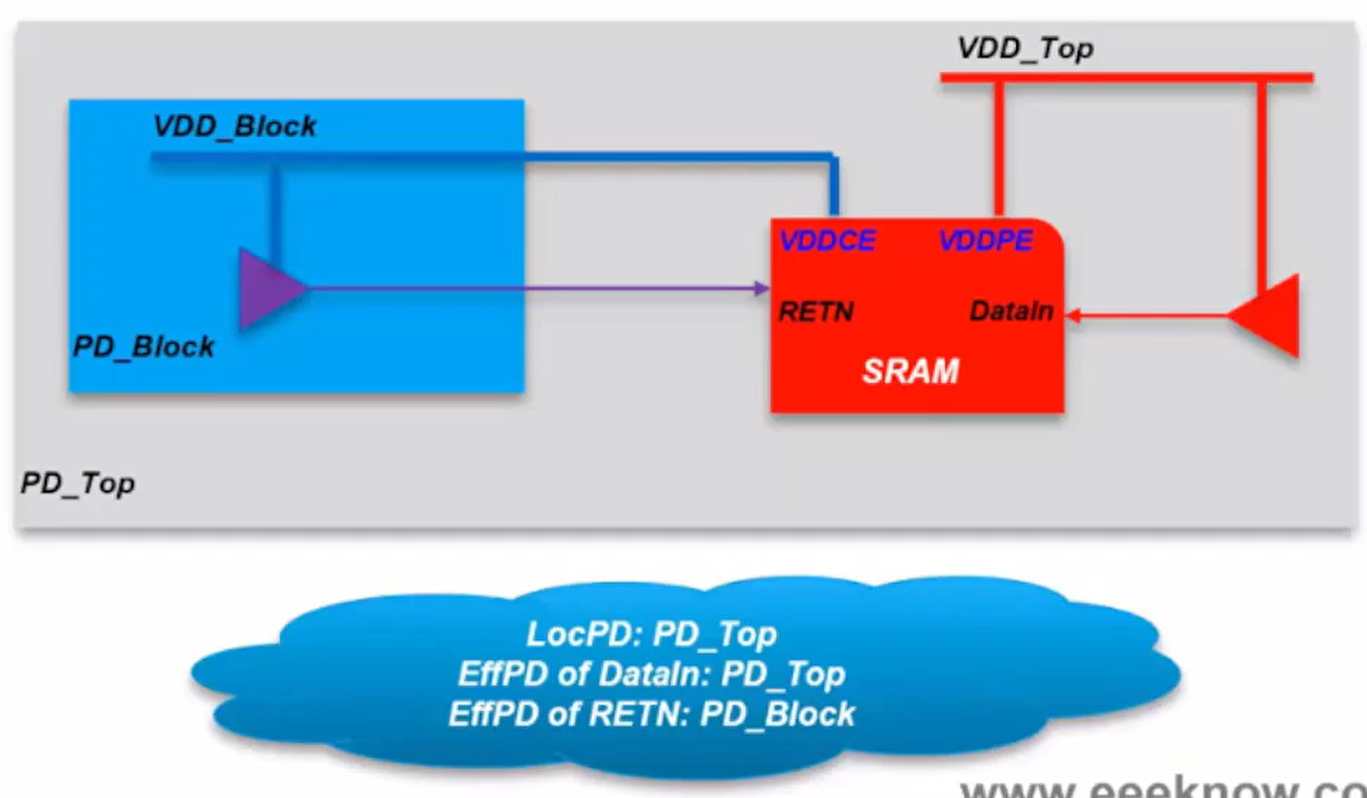 VDD_Top
VDD_Block
VDDCE VDDPE
RETN DataIn
PD_Block
SRAM
PD_Top
LocPD: PD_Top
EffPD of DataIn: PD_Top
EffPD of RETN: PD_Block
www.eeeknow.co